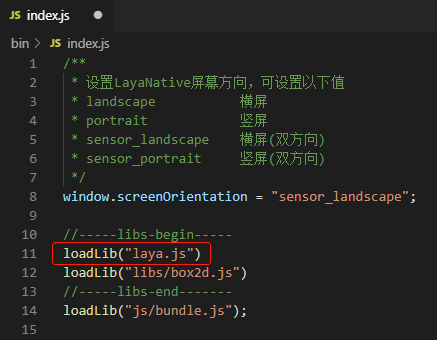 JS index.js
bin > JS index.js
1 /**
2 * 设置LayaNative屏幕方向，可设置以下值
3 * landscape 横屏
4 * portrait 竖屏
5 * sensor_landscape 横屏(双方向)
6 * sensor_portrait 竖屏(双方向)
7 */
8 window.screenOrientation = "sensor_landscape";
9
10 //-----libs-begin-----
11 loadLib("laya.js")
12 loadLib("libs/box2d.js")
13 //-----libs-end-------
14 loadLib("js/bundle.js");
15